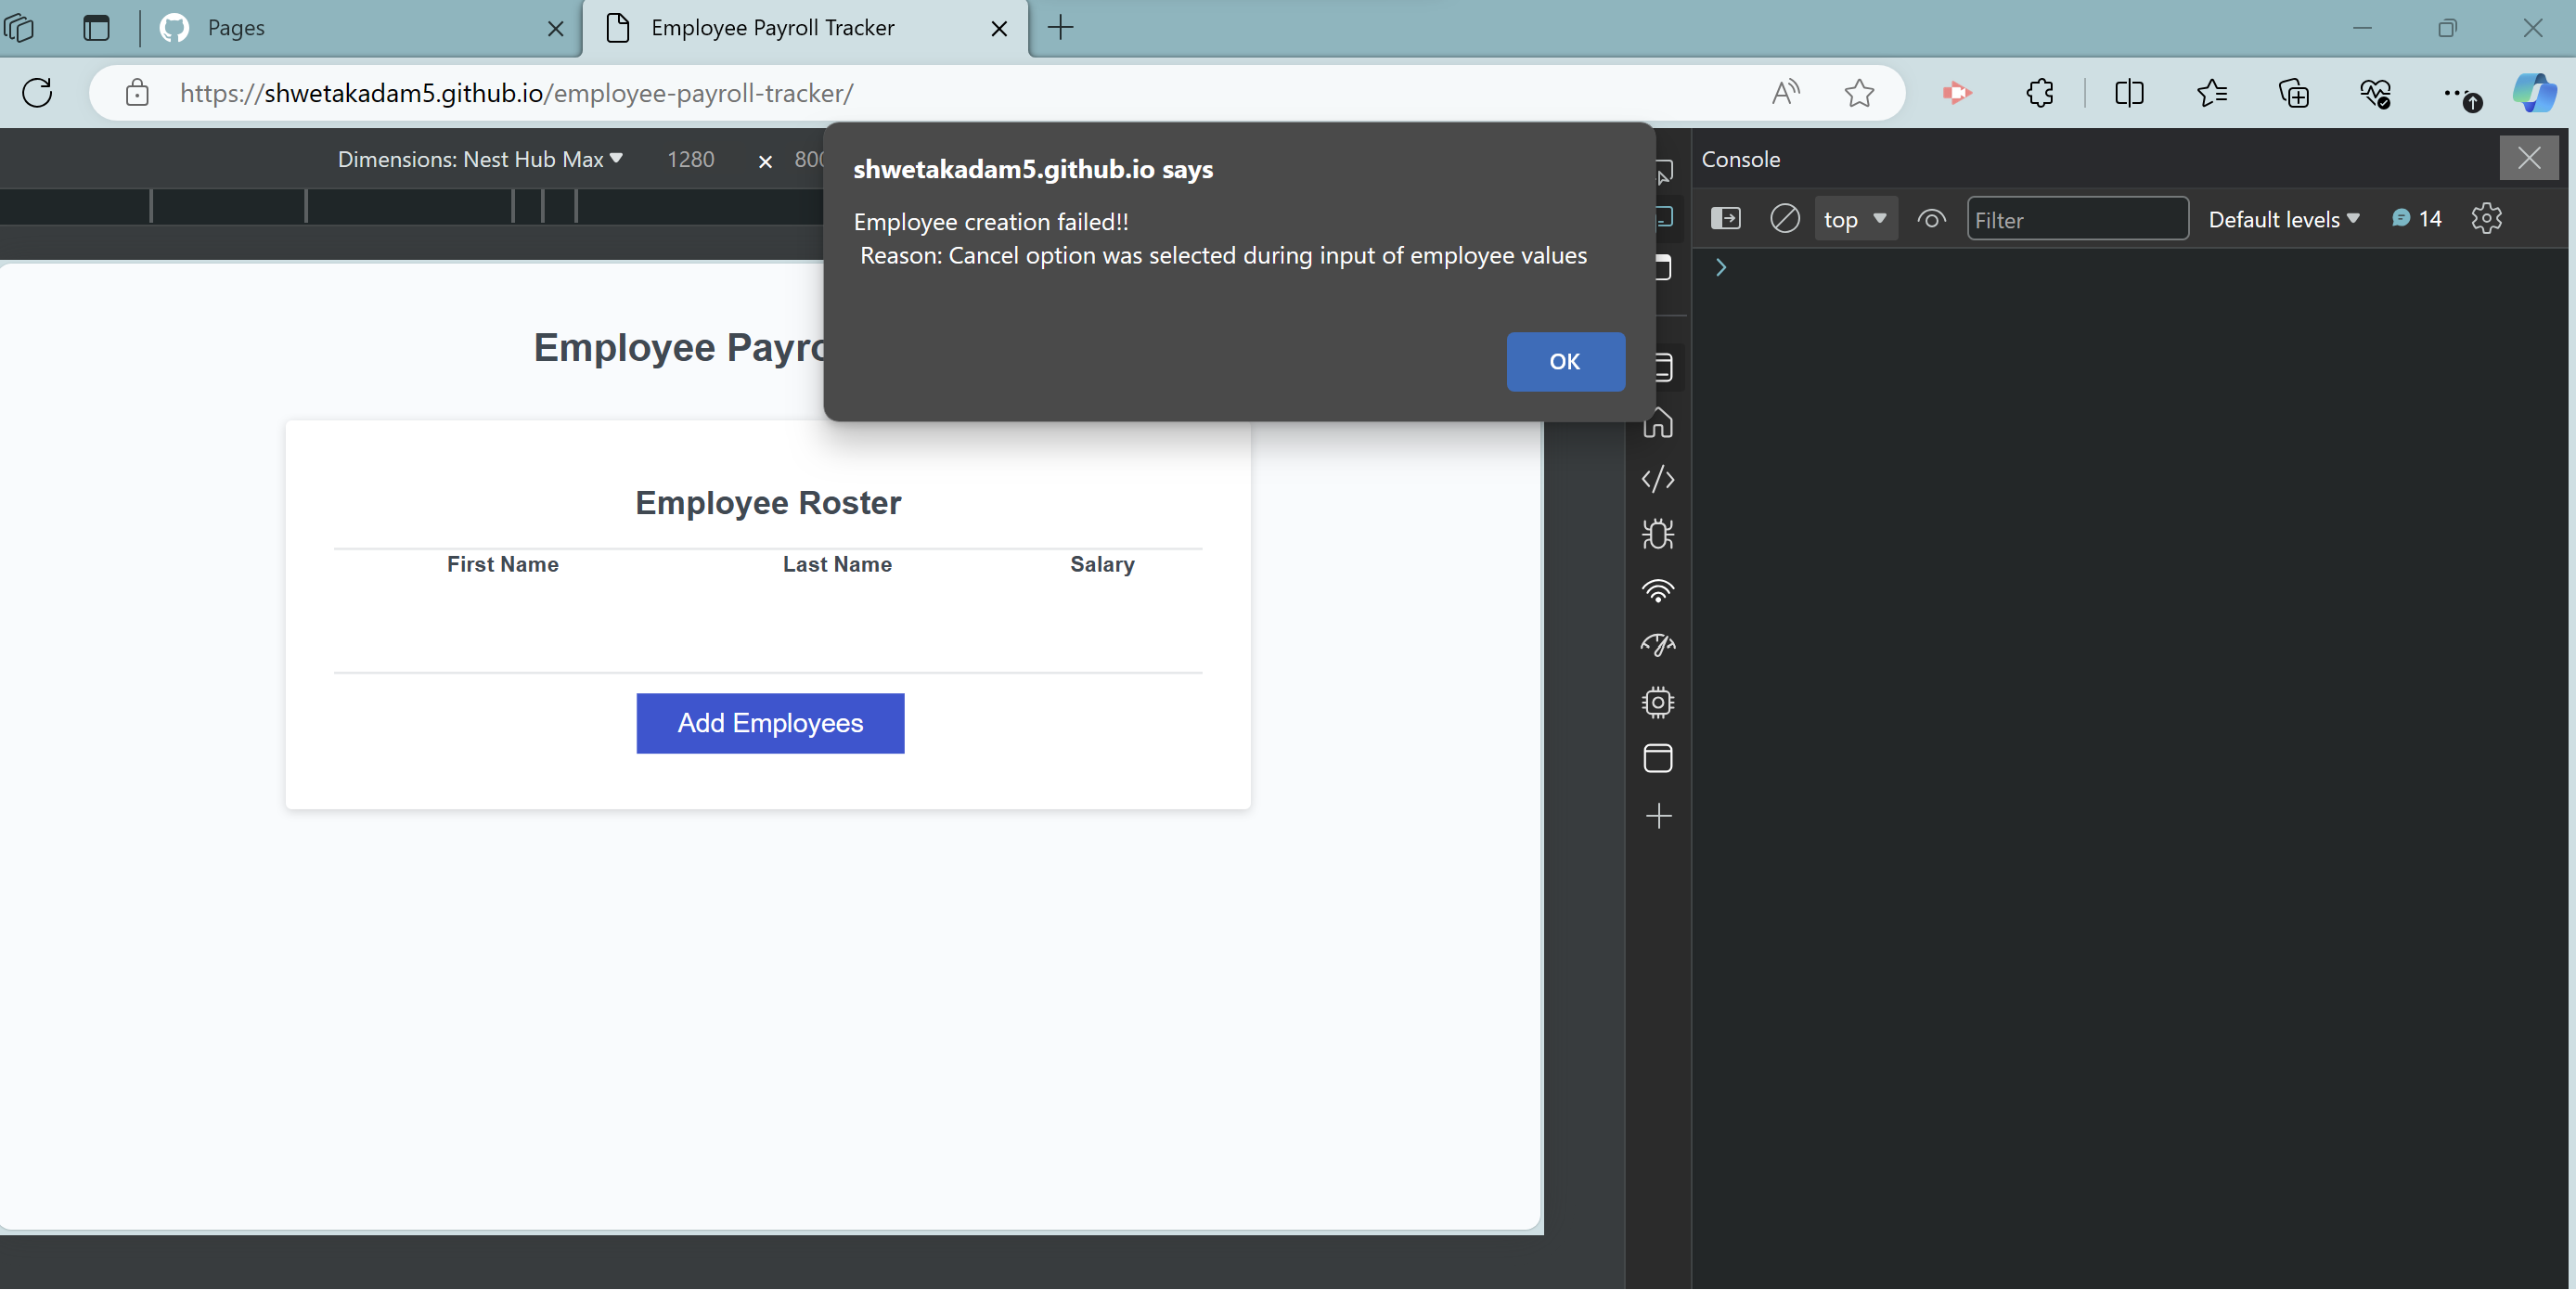 Pages
Employee Payroll Tracker
https://shwetakadam5.github.io/employee-payroll-tracker/
Dimensions: Nest Hub Max
1280
800
shwetakadam5.github.io says
Employee creation failed!!
Reason: Cancel option was selected during input of employee values
OK
Console
top
Filter
Default levels
14
Employee Payro
Employee Roster
First Name Last Name Salary
Add Employees